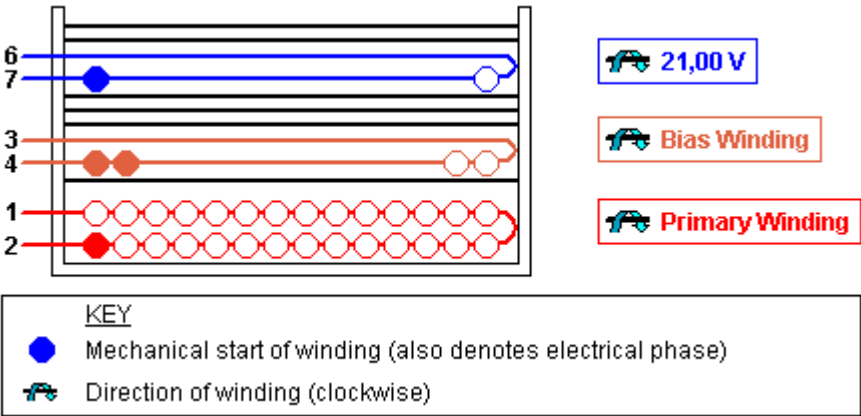 6
7
21,00 V
3
4
Bias Winding
1
2
Primary Winding
KEY
Mechanical start of winding (also denotes electrical phase)
Direction of winding (clockwise)